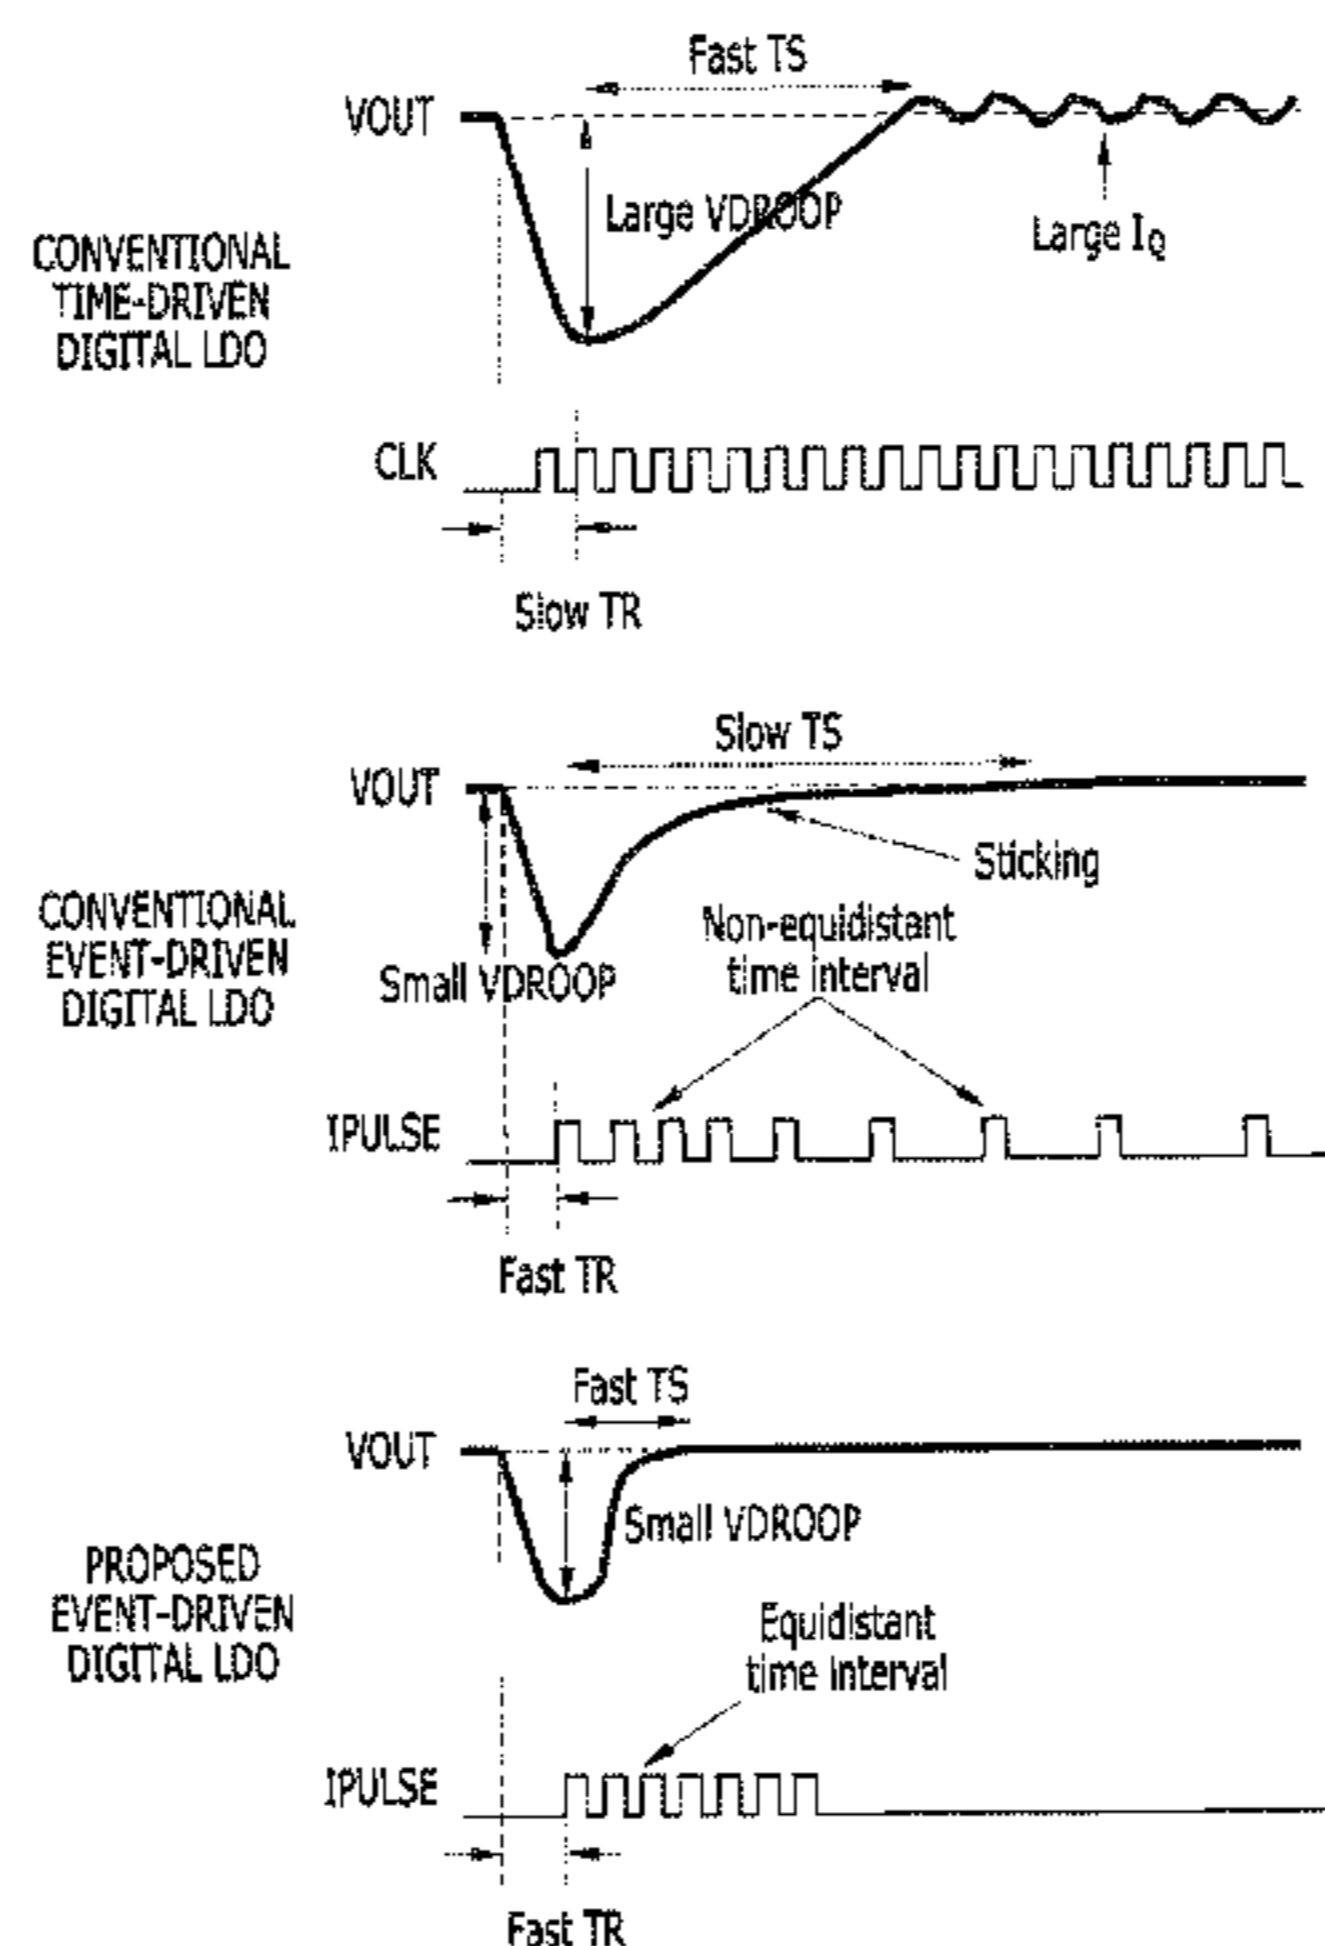 Fast TS
VOUT
Large VDROOP
Large IQ
CONVENTIONAL
TIME-DRIVEN
DIGITAL LDO
CLK
Slow TR
Slow TS
VOUT
Sticking
CONVENTIONAL
EVENT-DRIVEN
DIGITAL LDO
Non-equidistant
time interval
Small VDROOP
IPULSE
Fast TR
Fast TS
VOUT
Small VDROOP
PROPOSED
EVENT-DRIVEN
DIGITAL LDO
Equidistant
time interval
IPULSE
Fast TR